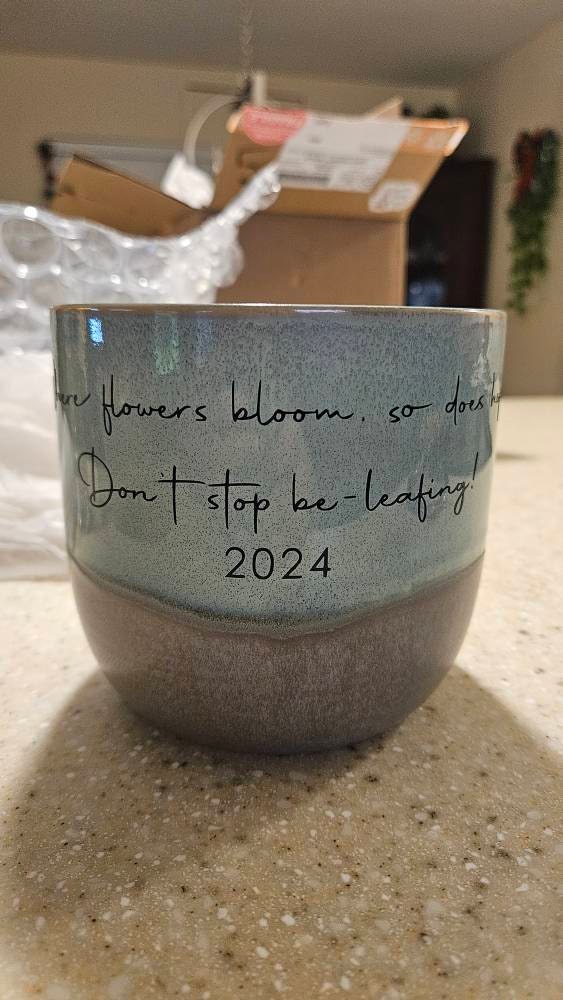 flowers bloom. so does
Don't stop be-leafing!
2024